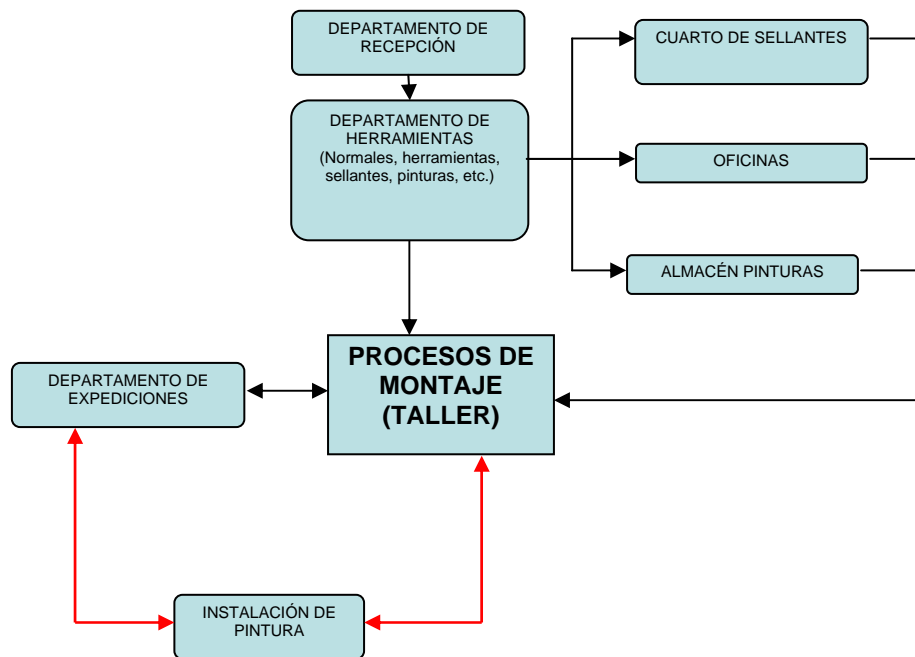 DEPARTAMENTO DE
RECEPCIÓN
CUARTO DE SELLANTES
DEPARTAMENTO DE
HERRAMIENTAS
(Normales, herramientas,
sellantes, pinturas, etc.)
OFICINAS
ALMACÉN PINTURAS
PROCESOS DE
MONTAJE
(TALLER)
DEPARTAMENTO DE
EXPEDICIONES
INSTALACIÓN DE
PINTURA